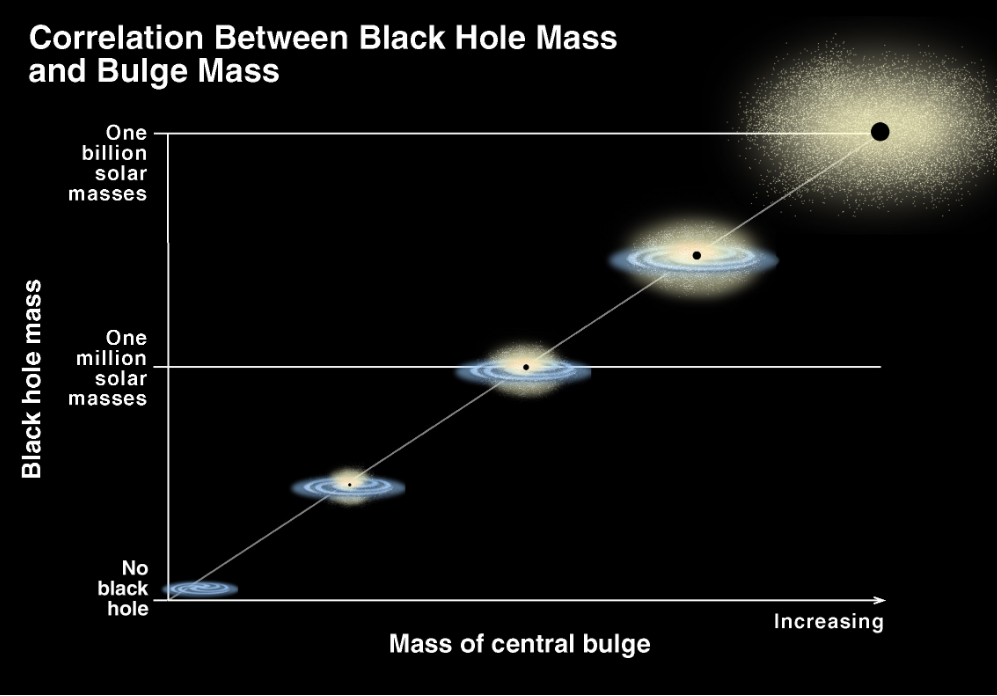 Correlation Between Black Hole Mass
and Bulge Mass
One
billion
solar
masses
One
million
solar
masses
Black hole mass
No
black
hole
Increasing
Mass of central bulge